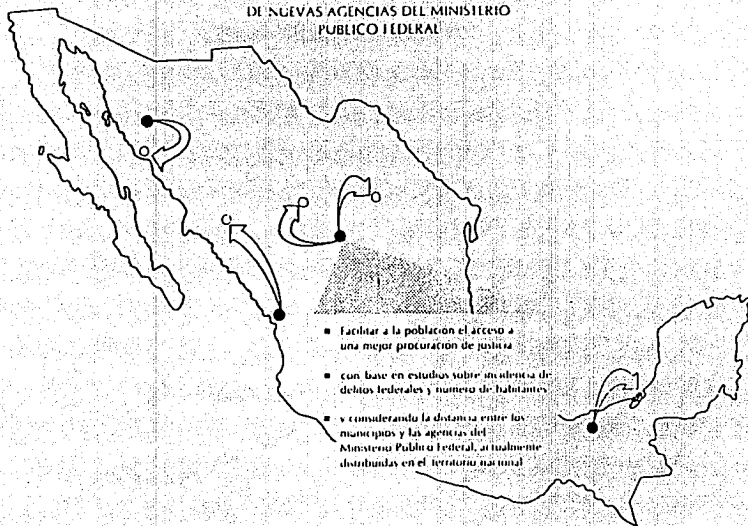 DE NUEVAS AGENCIAS DEL MINISTERIO
PUBLICO FEDERAL
■ Facilitar a la población el acceso a
una mejor procuración de justicia
■ con base en estudios sobre incidencia de
delitos federales y numero de habitantes
■ y considerando la distancia entre los
municipios y las agencias del
Ministerio Publico Federal, actualmente
distribuidas en el territorio nacional